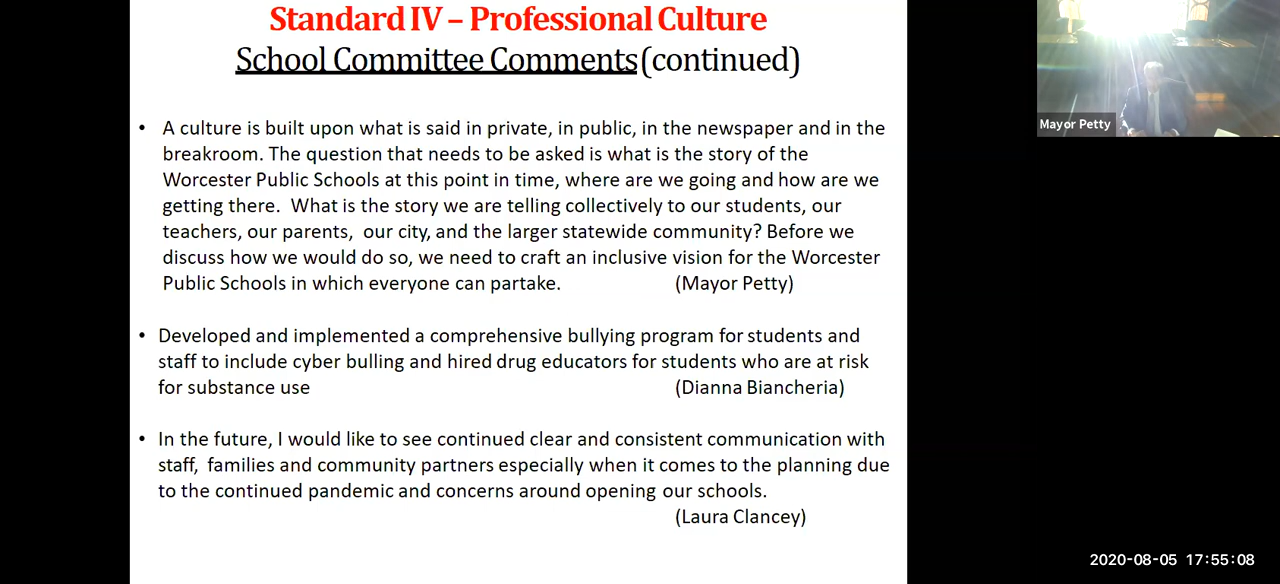 Standard IV – Professional Culture
School Committee Comments (continued)
• A culture is built upon what is said in private, in public, in the newspaper and in the
breakroom. The question that needs to be asked is what is the story of the
Worcester Public Schools at this point in time, where are we going and how are we
getting there. What is the story we are telling collectively to our students, our
teachers, our parents, our city, and the larger statewide community? Before we
discuss how we would do so, we need to craft an inclusive vision for the Worcester
Public Schools in which everyone can partake. (Mayor Petty)
• Developed and implemented a comprehensive bullying program for students and
staff to include cyber bulling and hired drug educators for students who are at risk
for substance use (Dianna Biancheria)
• In the future, I would like to see continued clear and consistent communication with
staff, families and community partners especially when it comes to the planning due
to the continued pandemic and concerns around opening our schools.
(Laura Clancey)
Mayor Petty
2020-08-05 17:55:08